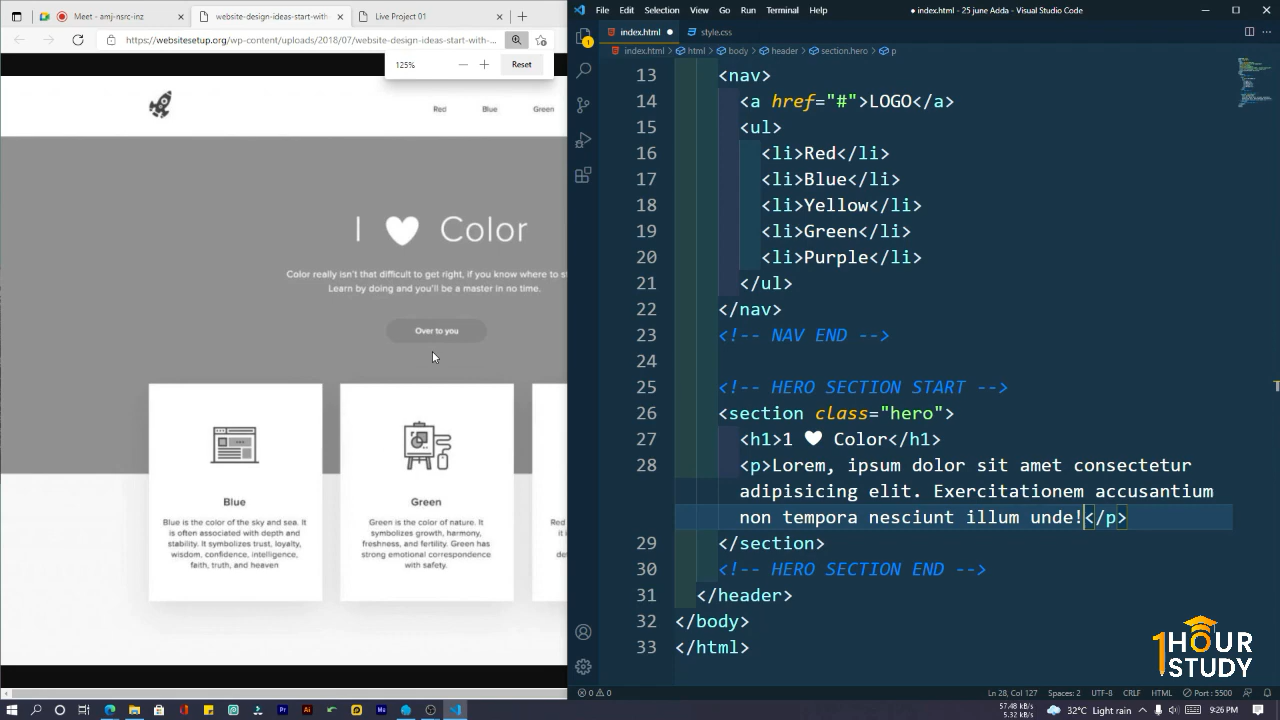 Meet - amj-nsrc-inz
website-design-ideas-start-with
Live Project 01
https://websitesetup.org/wp-content/uploads/2018/07/website-design-ideas-start-with-...
125%
Reset
Red Blue Green
I Color
Color really isn't that difficult to get right, if you know where to st
Learn by doing and you'll be a master in no time.
Over to you
Blue
Blue is the color of the sky and sea. It
is often associated with depth and
stability. It symbolizes trust, loyalty,
wisdom, confidence, intelligence,
faith, truth, and heaven
Green
Green is the color of nature. It
symbolizes growth, harmony,
freshness, and fertility. Green has
strong emotional correspondence
with safety.
R
it is
File Edit Selection View Go Run Terminal Help
● index.html - 25 june Adda - Visual Studio Code
index.html ● style.css
index.html > html > body > header > section.hero > p
13 <nav>
14 <a href="#">LOGO</a>
15 <ul>
16 <li>Red</li>
17 <li>Blue</li>
18 <li>Yellow</li>
19 <li>Green</li>
20 <li>Purple</li>
21 </ul>
22 </nav>
23 <!-- NAV END -->
24
25 <!-- HERO SECTION START -->
26 <section class="hero">
27 <h1>1 🖤 Color</h1>
28 <p>Lorem, ipsum dolor sit amet consectetur
adipisicing elit. Exercitationem accusantium
non tempora nesciunt illum unde!</p>
29 </section>
30 <!-- HERO SECTION END -->
31 </header>
32 </body>
33 </html>
1HOUR
STUDY
0 0
Ln 28, Col 127 Spaces: 2 UTF-8 CRLF HTML Port : 5500
57.48 kB/s
5.32 kB/s
32°C Light rain
9:26 PM